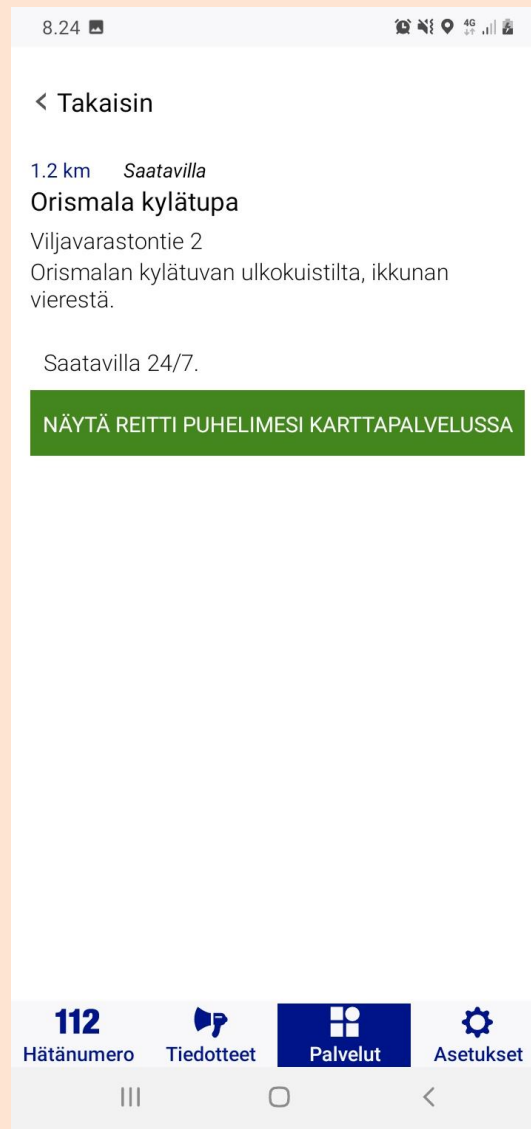 8.24
4G
Takaisin
1.2 km Saatavilla
Orismala kylätupa
Viljavarastontie 2
Orismalan kylätuvan ulkokuistilta, ikkunan
vierestä.
Saatavilla 24/7.
NÄYTÄ REITTI PUHELIMESI KARTTAPALVELUSSA
112
Hätänumero Tiedotteet Palvelut Asetukset